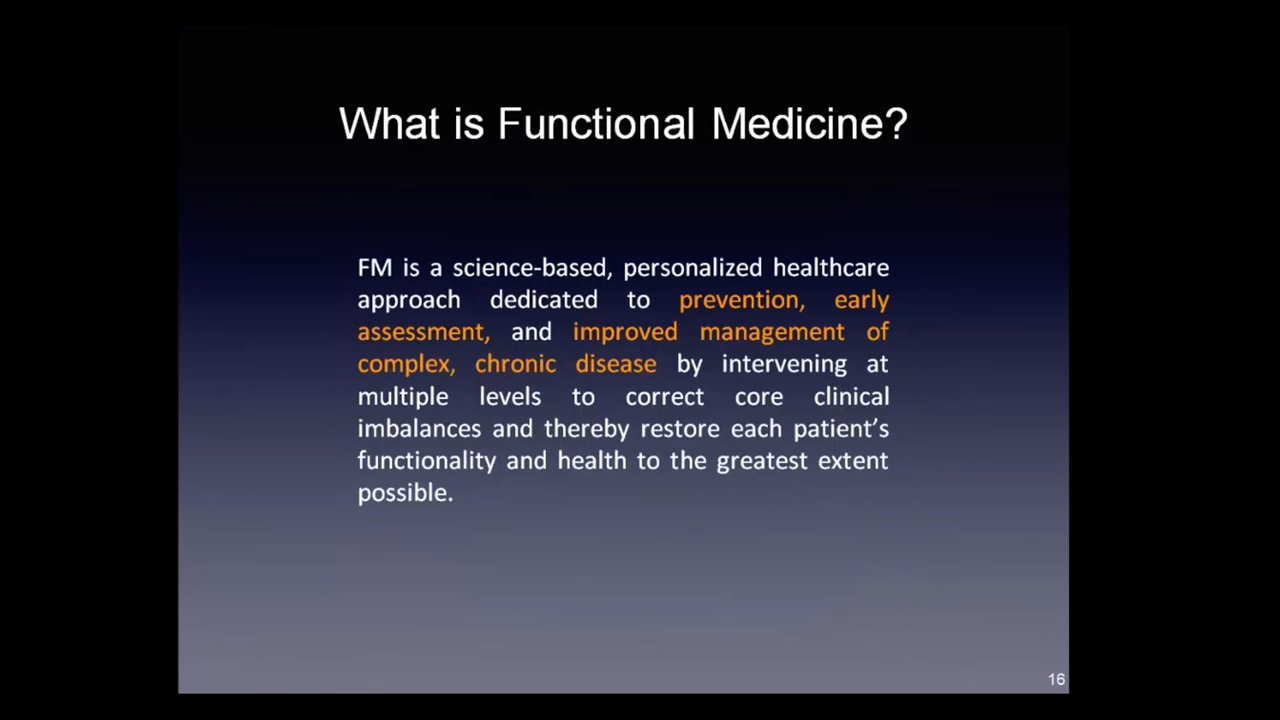 What is Functional Medicine?
FM is a science-based, personalized healthcare
approach dedicated to prevention, early
assessment, and improved management of
complex, chronic disease by intervening at
multiple levels to correct core clinical
imbalances and thereby restore each patient’s
functionality and health to the greatest extent
possible.
16